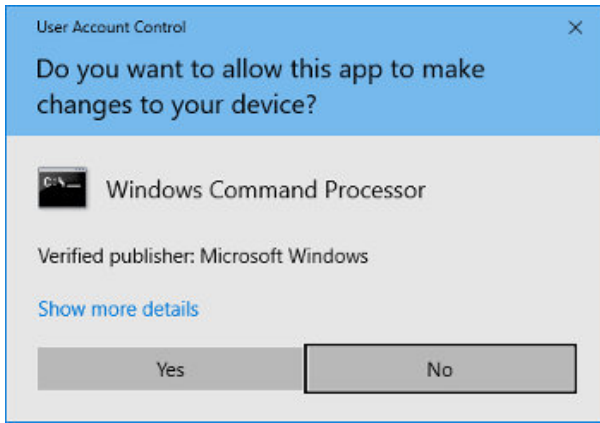 User Account Control
Do you want to allow this app to make
changes to your device?
C:\_
Windows Command Processor
Verified publisher: Microsoft Windows
Show more details
Yes
No